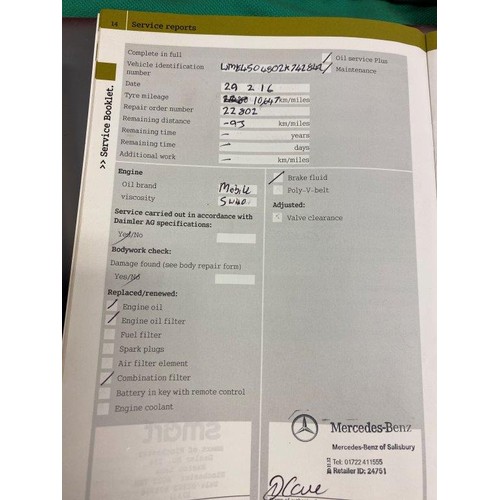 14 Service reports
>> Service Booklet.
Complete in full
Oil service Plus
Vehicle identification
number
Maintenance
Date 29 2 16
Tyre mileage 10647 km/miles
Repair order number 22802
Remaining distance -93 km/miles
Remaining time - years
Remaining time - days
Additional work - km/miles
Engine
Oil brand Mobile
viscosity
Service carried out in accordance with
Daimler AG specifications:
Yes/No
Bodywork check:
Damage found (see body repair form)
Yes/No
Replaced/renewed:
Engine oil
Engine oil filter
Fuel filter
Spark plugs
Air filter element
Combination filter
Battery in key with remote control
Engine coolant
Brake fluid
Poly-V-belt
Adjusted:
Valve clearance
Mercedes-Benz
Mercedes-Benz of Salisbury
Tel: 01722 411555
Retailer ID: 24751